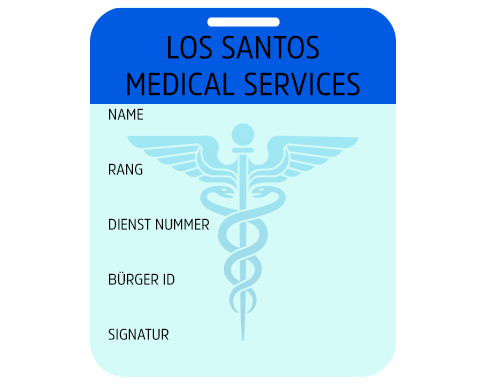 LOS SANTOS
MEDICAL SERVICES
NAME
RANG
DIENST NUMMER
BÜRGER ID
SIGNATUR